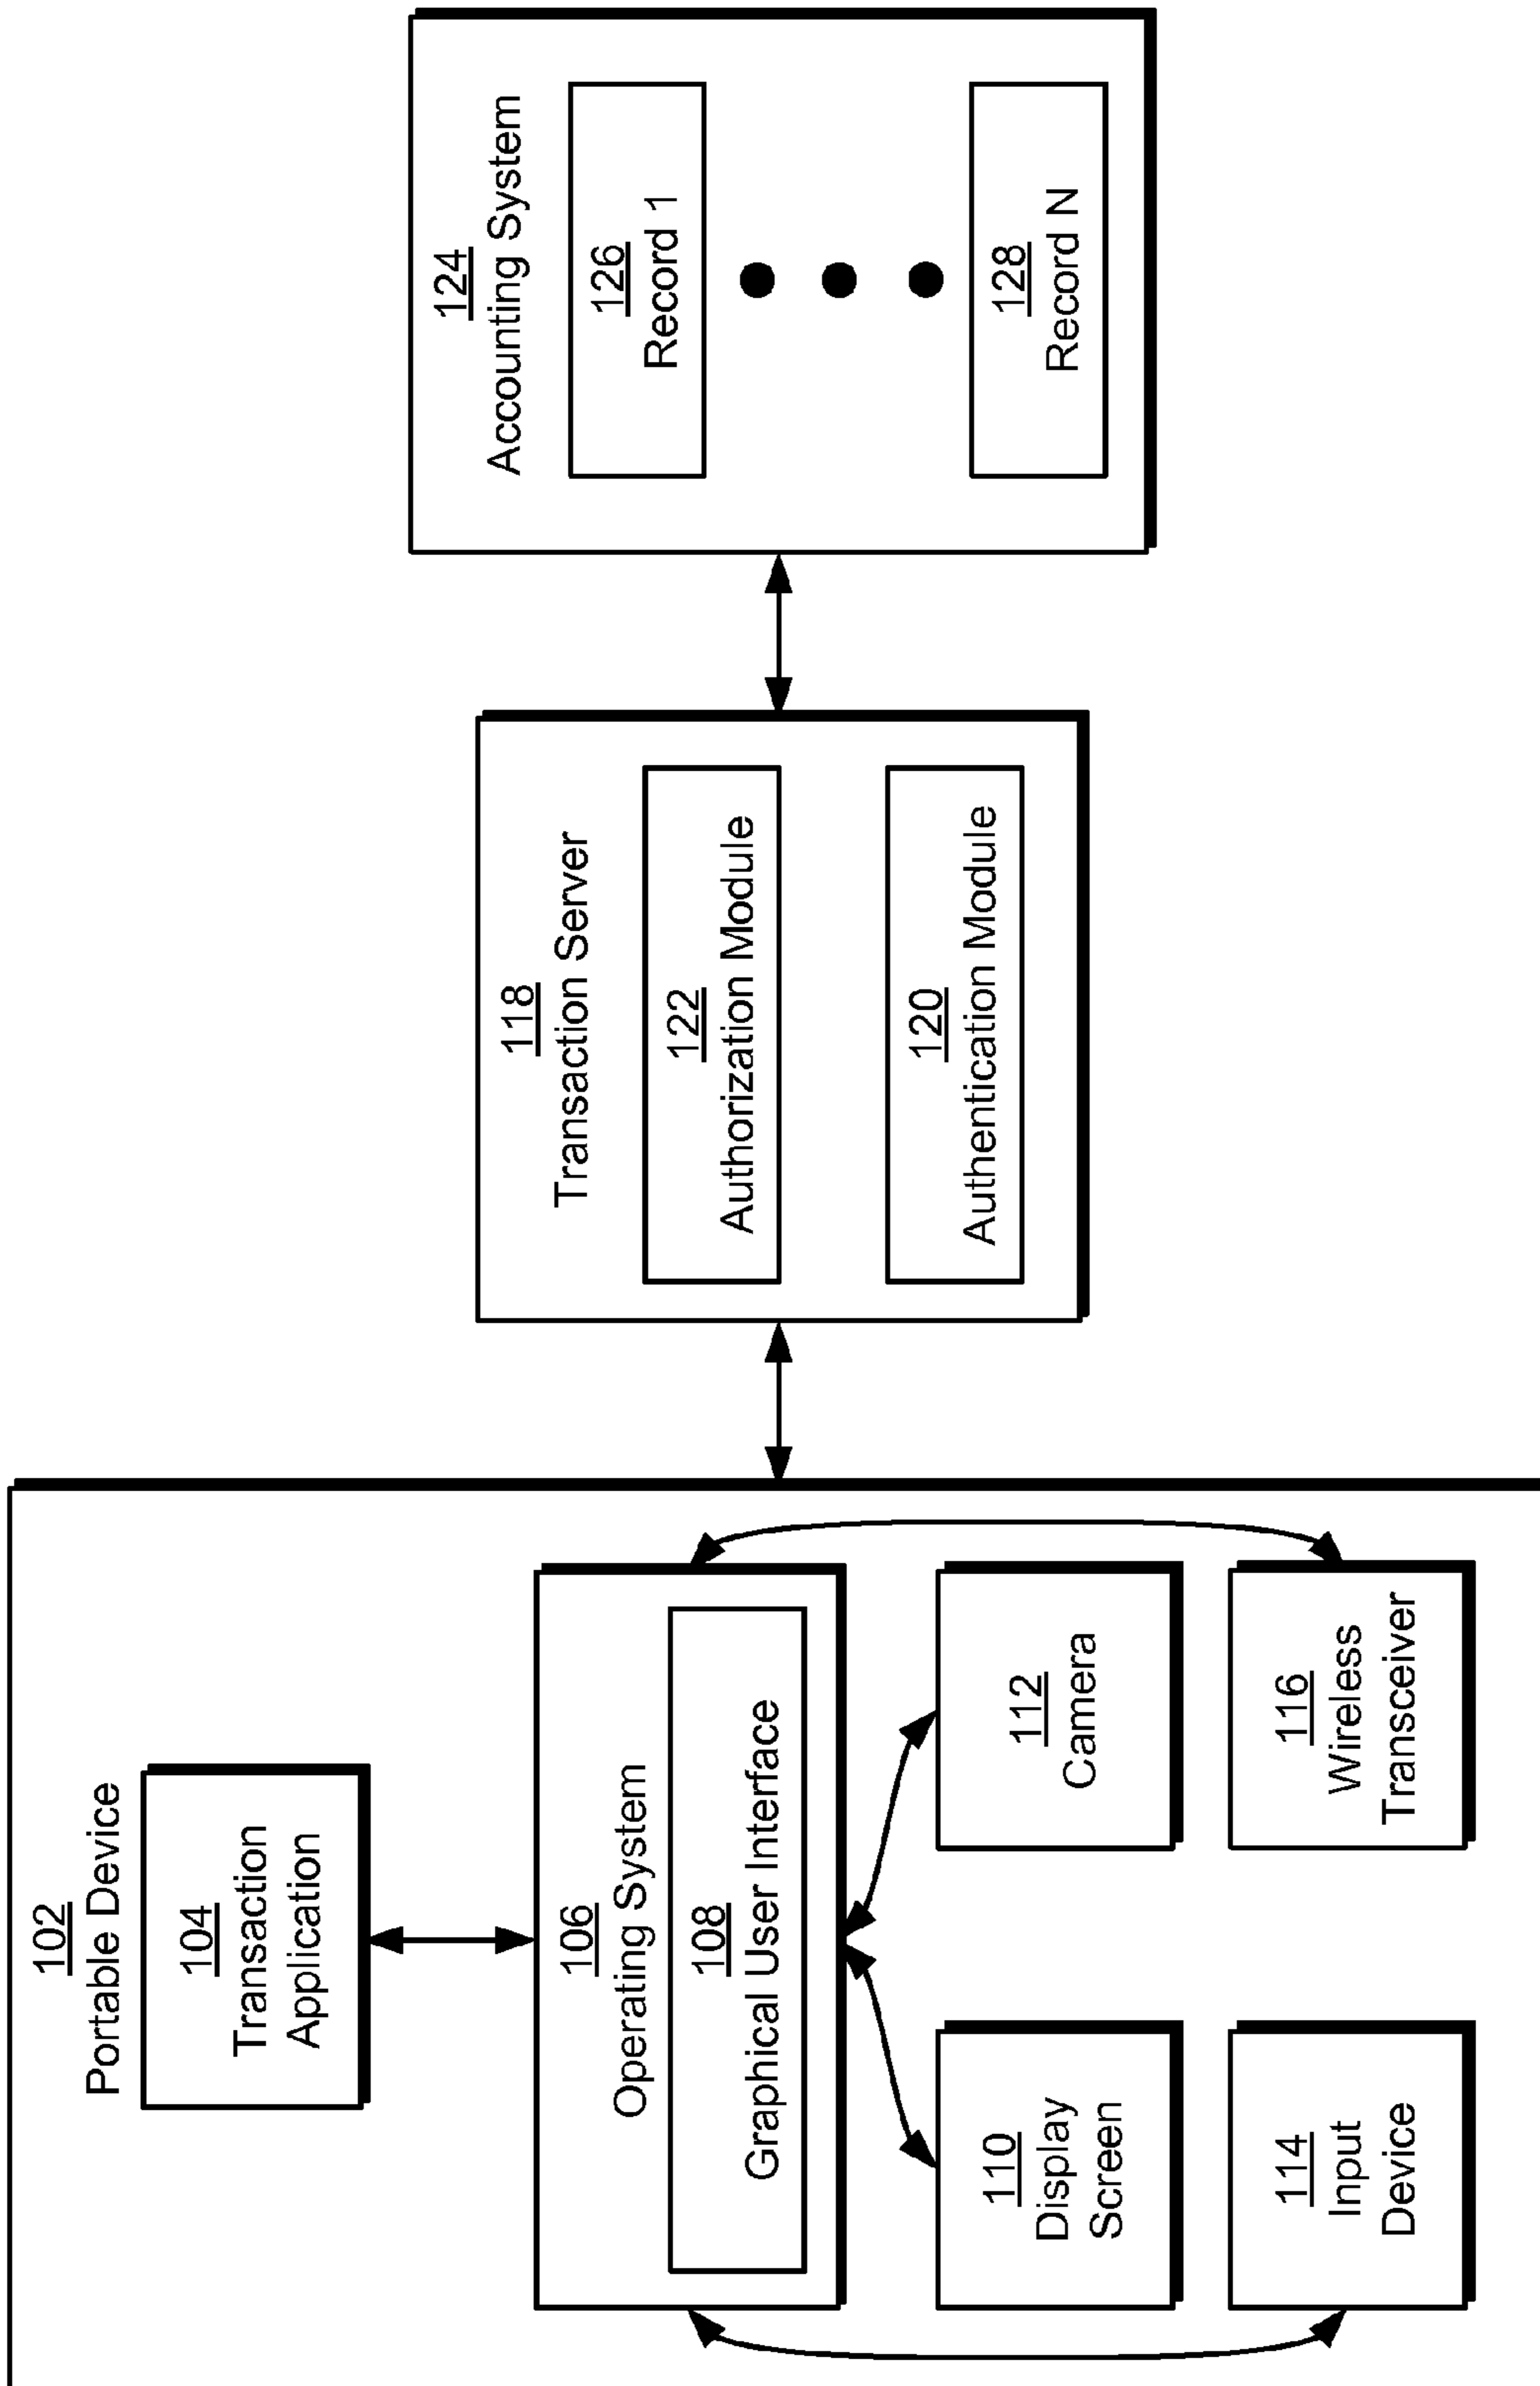 102
Portable Device
104
Transaction
Application
106
Operating System
108
Graphical User Interface
110
Display
Screen
112
Camera
114
Input
Device
116
Wireless
Transceiver
118
Transaction Server
122
Authorization Module
120
Authentication Module
124
Accounting System
126
Record 1
128
Record N